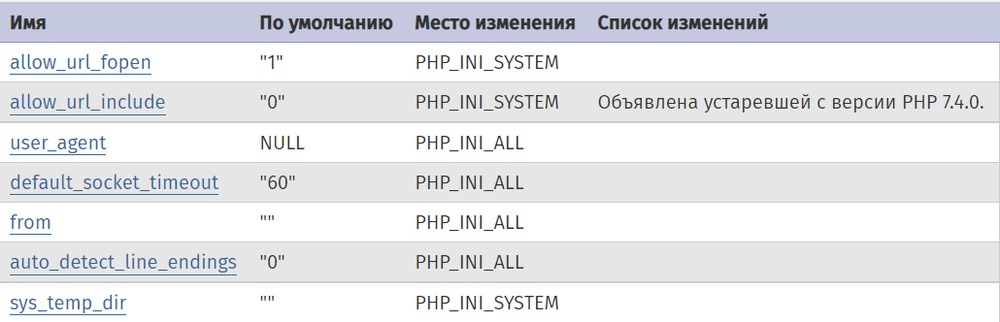 Имя По умолчанию Место изменения Список изменений
allow_url_fopen "1" PHP_INI_SYSTEM
allow_url_include "0" PHP_INI_SYSTEM Объявлена устаревшей с версии PHP 7.4.0.
user_agent NULL PHP_INI_ALL
default_socket_timeout "60" PHP_INI_ALL
from "" PHP_INI_ALL
auto_detect_line_endings "0" PHP_INI_ALL
sys_temp_dir "" PHP_INI_SYSTEM